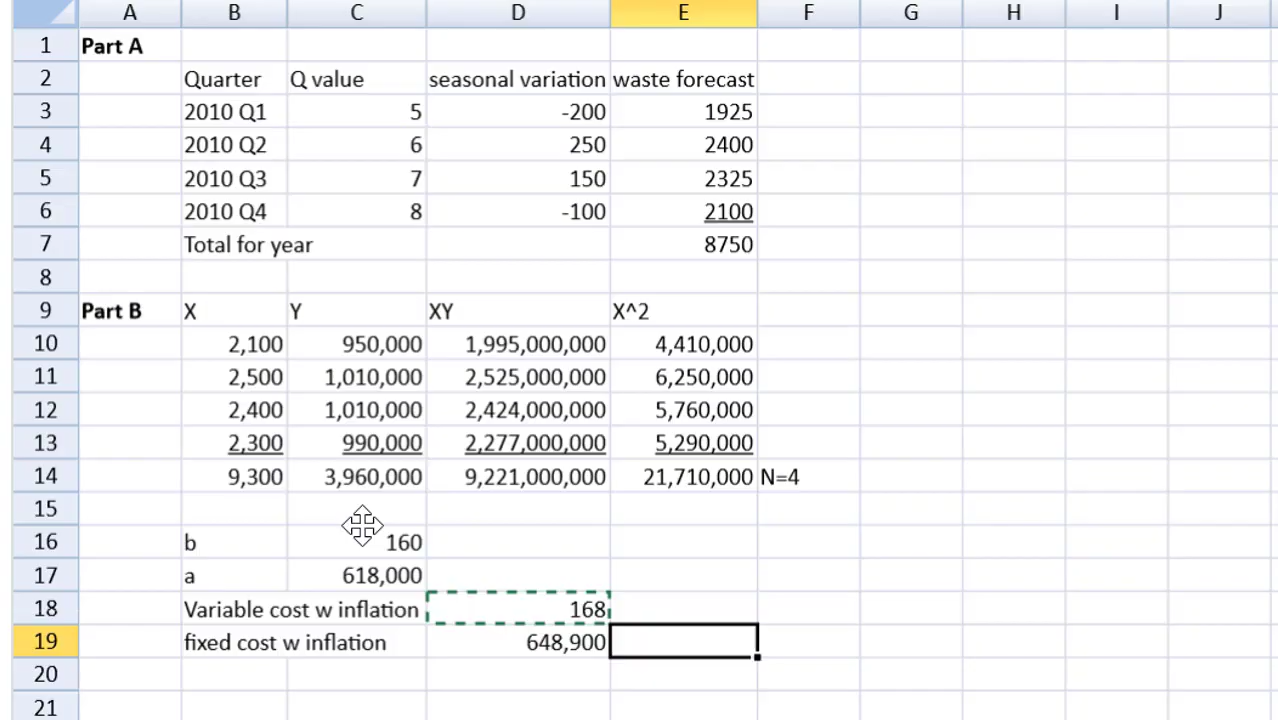 A B C D E F G H I J
1 Part A
2 Quarter Q value seasonal variation waste forecast
3 2010 Q1 5 -200 1925
4 2010 Q2 6 250 2400
5 2010 Q3 7 150 2325
6 2010 Q4 8 -100 2100
7 Total for year 8750
8
9 Part B X Y XY X^2
10 2,100 950,000 1,995,000,000 4,410,000
11 2,500 1,010,000 2,525,000,000 6,250,000
12 2,400 1,010,000 2,424,000,000 5,760,000
13 2,300 990,000 2,277,000,000 5,290,000
14 9,300 3,960,000 9,221,000,000 21,710,000 N=4
15
16 b 160
17 a 618,000
18 Variable cost w inflation 168
19 fixed cost w inflation 648,900
20
21